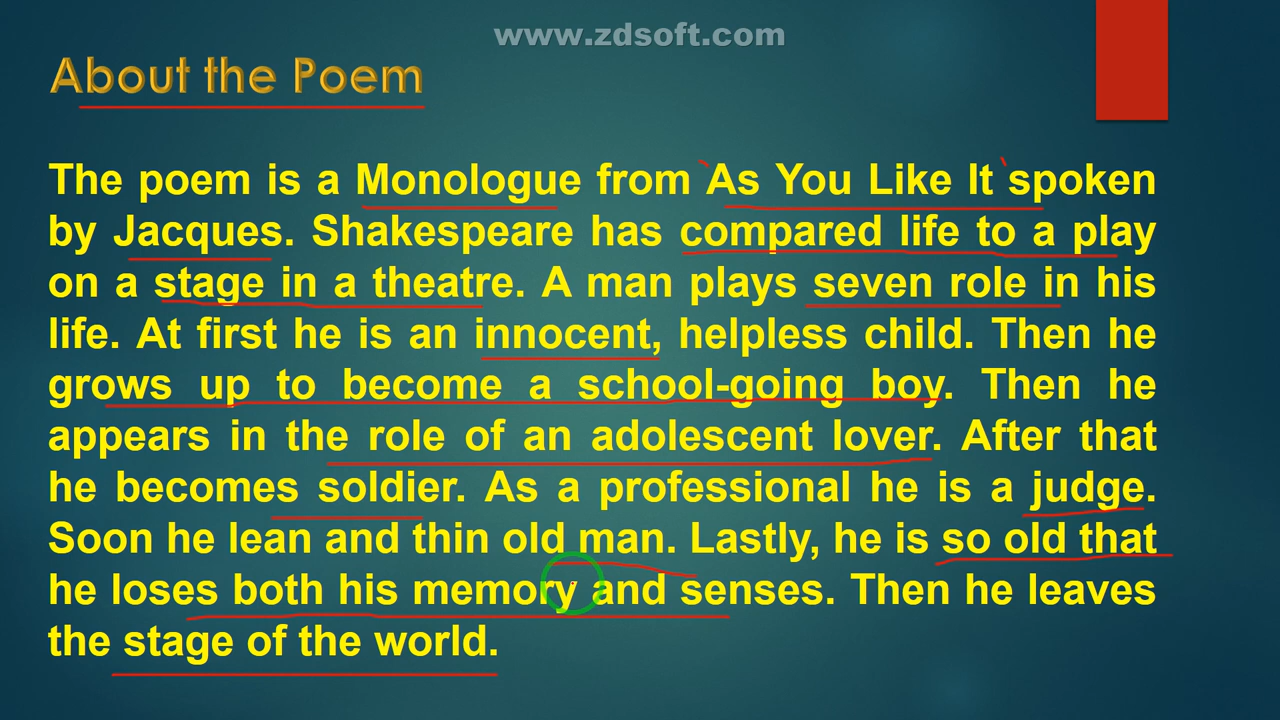 www.zdsoft.com
About the Poem
The poem is a Monologue from `As You Like It` spoken
by Jacques. Shakespeare has compared life to a play
on a stage in a theatre. A man plays seven role in his
life. At first he is an innocent, helpless child. Then he
grows up to become a school-going boy. Then he
appears in the role of an adolescent lover. After that
he becomes soldier. As a professional he is a judge.
Soon he lean and thin old man. Lastly, he is so old that
he loses both his memory and senses. Then he leaves
the stage of the world.